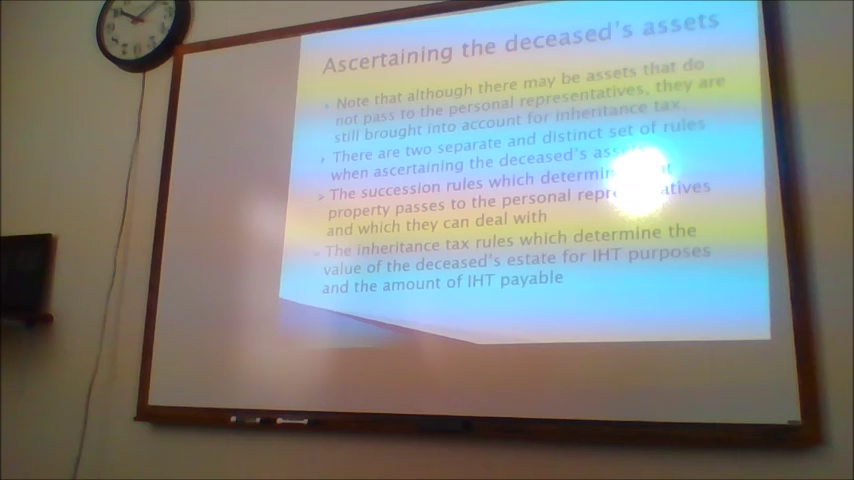 Ascertaining the deceased's assets
Note that although there may be assets that do
not pass to the personal representatives, they are
still brought into account for inheritance tax
There are two separate and distinct set of rules
when ascertaining the deceased's
The succession rules which
property passes to the personal
and which they can deal with
The inheritance tax rules which determine the
value of the deceased's estate for IHT purposes
and the amount of IHT payable